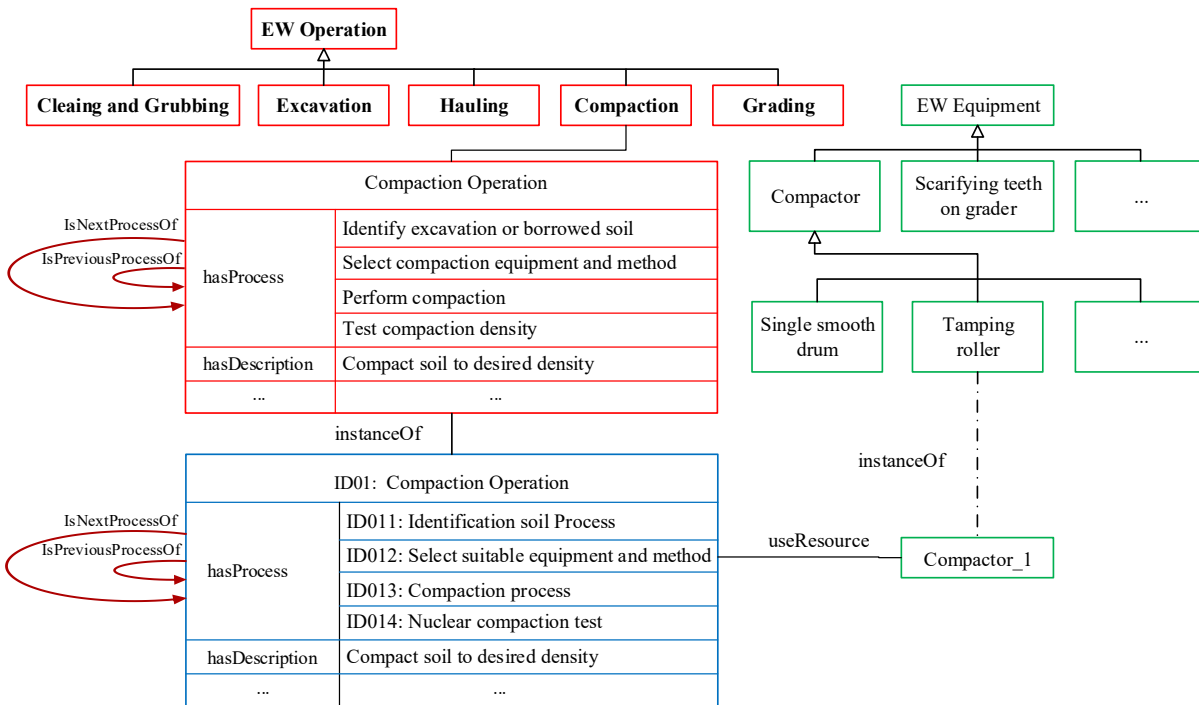 EW Operation
Cleaing and Grubbing
Excavation
Hauling
Compaction
Grading
EW Equipment
Compactor
Scarifying teeth
on grader
...
Compaction Operation
IsNextProcessOf
IsPreviousProcessOf
hasProcess
Identify excavation or borrowed soil
Select compaction equipment and method
Perform compaction
Test compaction density
hasDescription
Compact soil to desired density
...
...
Single smooth
drum
Tamping
roller
...
instanceOf
instanceOf
ID01: Compaction Operation
IsNextProcessOf
IsPreviousProcessOf
hasProcess
ID011: Identification soil Process
ID012: Select suitable equipment and method
ID013: Compaction process
ID014: Nuclear compaction test
hasDescription
Compact soil to desired density
...
...
useResource
Compactor_1